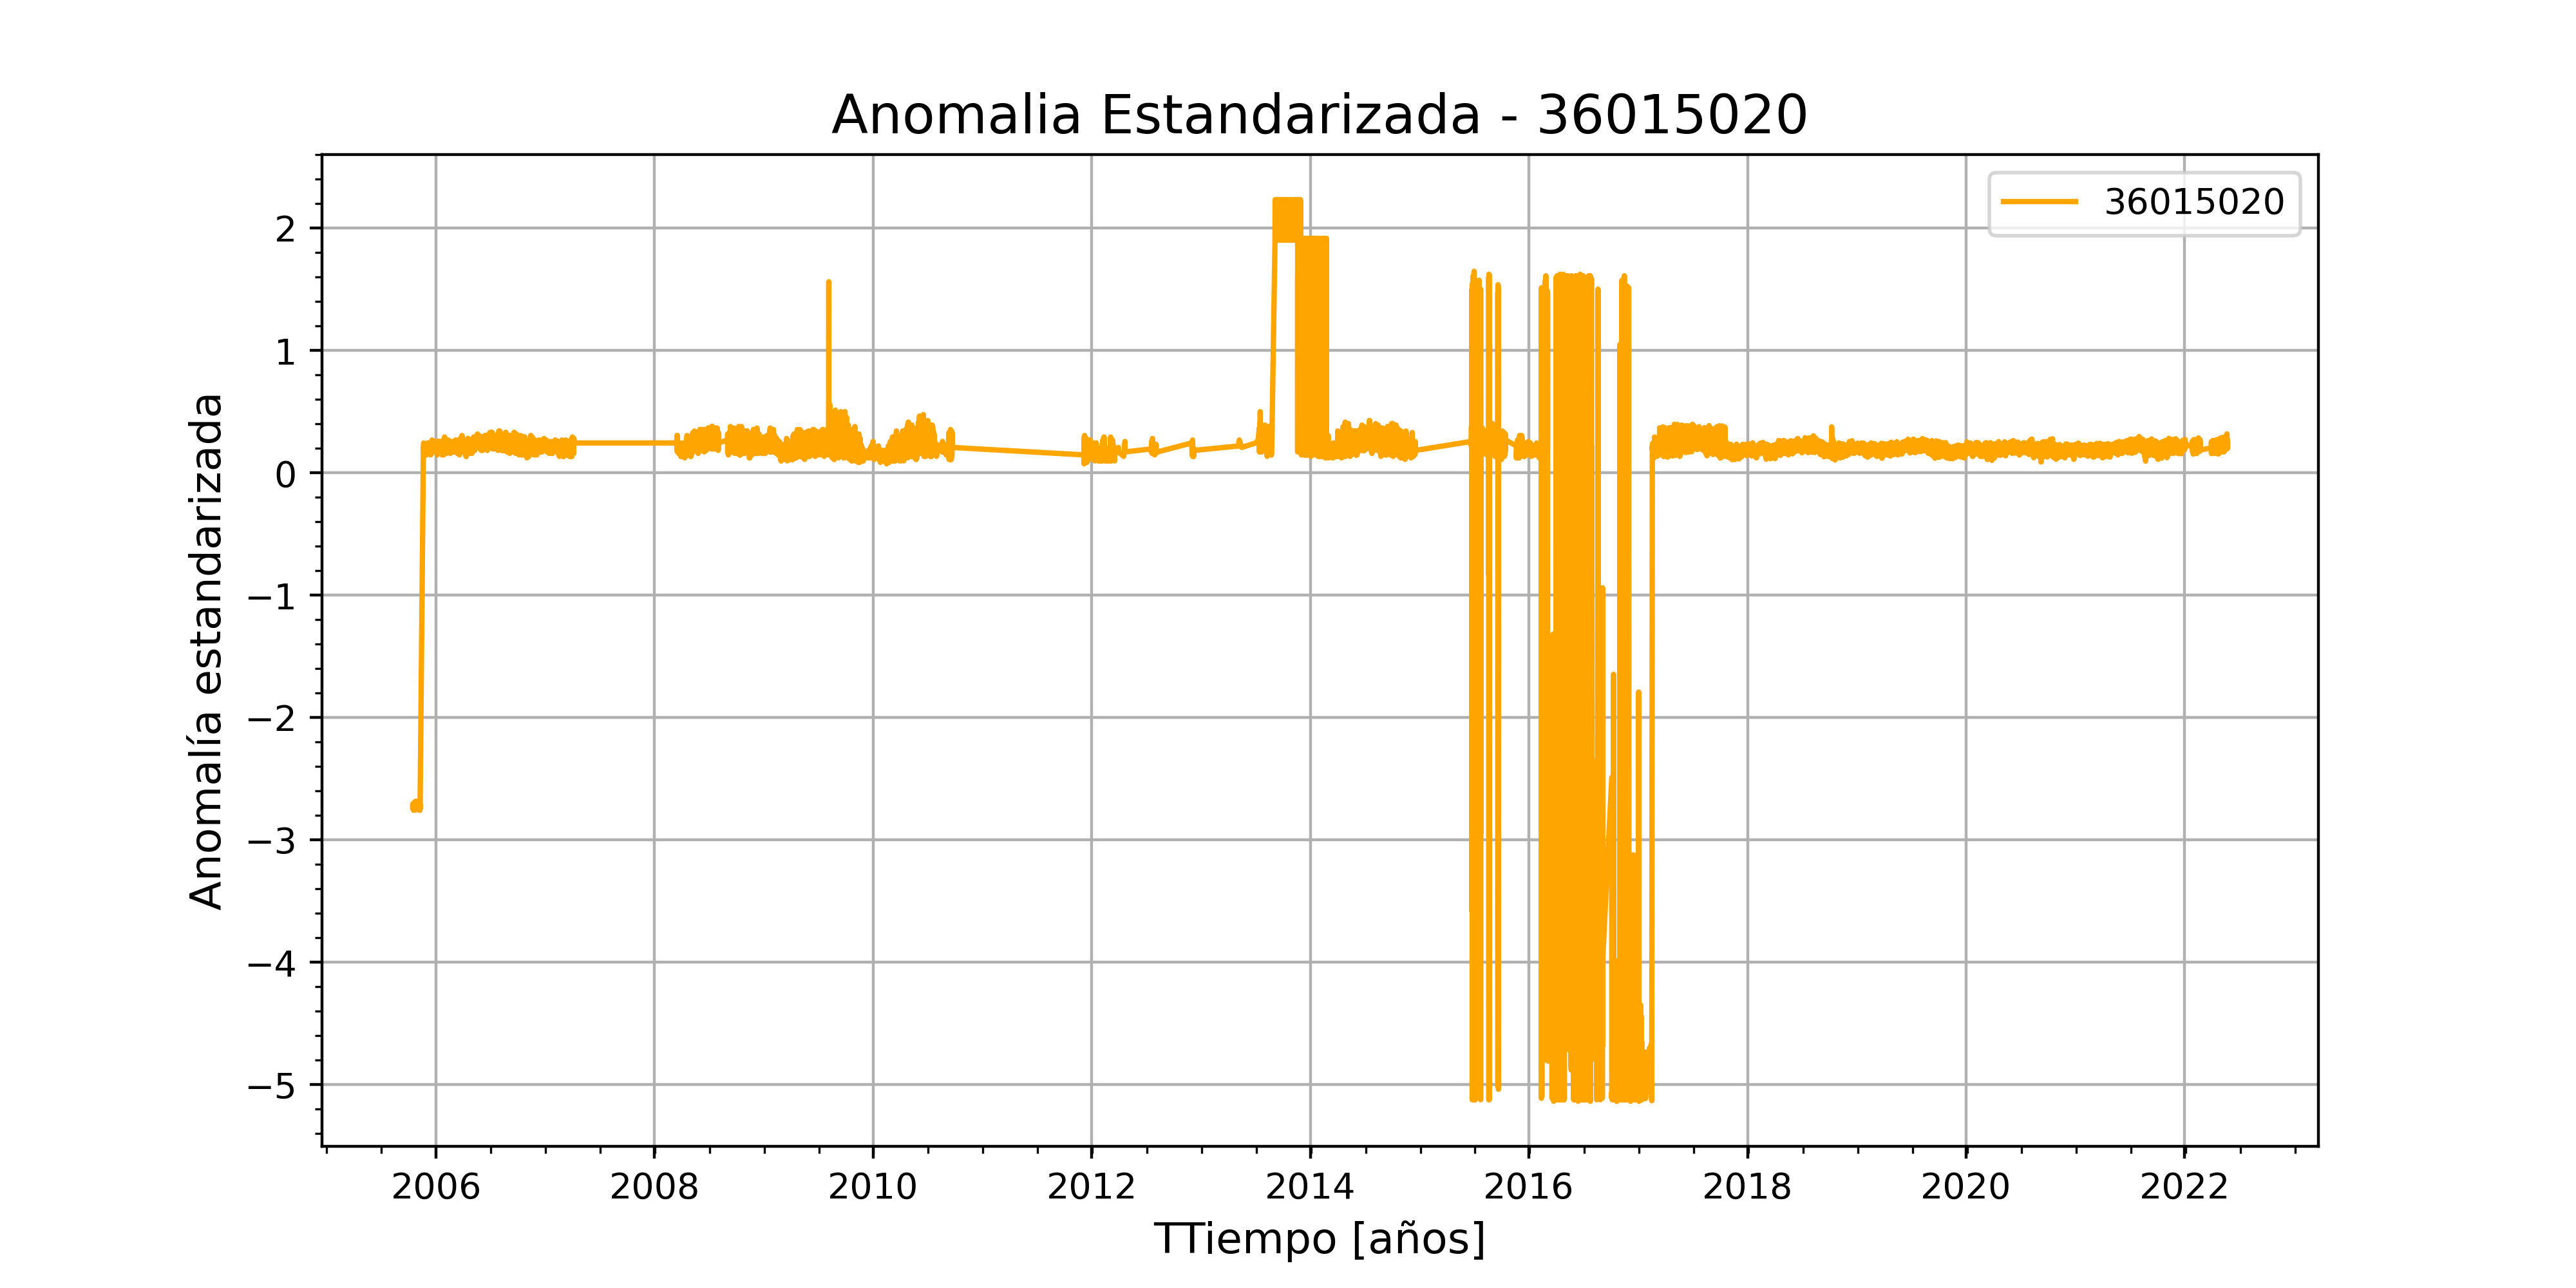 Anomalia Estandarizada - 36015020
36015020
2
1
0
−1
−2
−3
−4
−5
Anomalía estandarizada
2006 2008 2010 2012 2014 2016 2018 2020 2022
TTiempo [años]